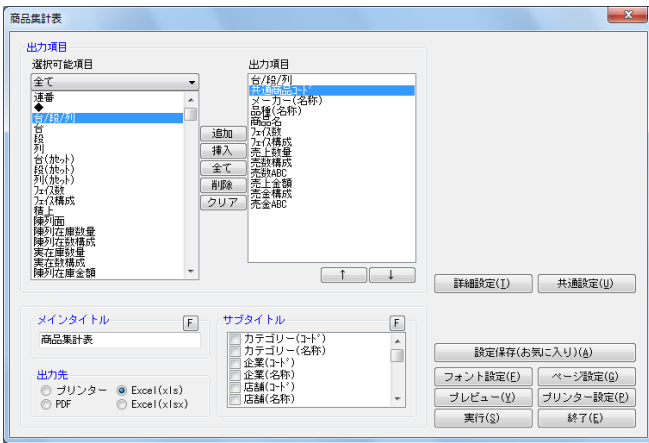 商品集計表
出力項目
選択可能項目
全て
連番
◆
台/段/列
台
段
列
台(ｶｾｯﾄ)
段(ｶｾｯﾄ)
列(ｶｾｯﾄ)
ﾌｪｲｽ数
ﾌｪｲｽ構成
積上
陳列面
陳列在庫数量
陳列在数構成
実在庫数量
実在数構成
陳列在庫金額
追加
挿入
全て
削除
クリア
出力項目
台/段/列
共通商品ｺｰﾄﾞ
メーカー(名称)
品種(名称)
商品名
ﾌｪｲｽ数
ﾌｪｲｽ構成
売上数量
売数構成
売数ABC
売上金額
売金構成
売金ABC
↑
↓
詳細設定(T)
共通設定(U)
メインタイトル
F
商品集計表
出力先
プリンター
Excel(xls)
PDF
Excel(xlsx)
サブタイトル
F
カテゴリー(ｺｰﾄﾞ)
カテゴリー(名称)
企業(ｺｰﾄﾞ)
企業(名称)
店舗(ｺｰﾄﾞ)
店舗(名称)
設定保存(お気に入り)(A)
フォント設定(F)
ページ設定(G)
プレビュー(V)
プリンター設定(P)
実行(S)
終了(E)